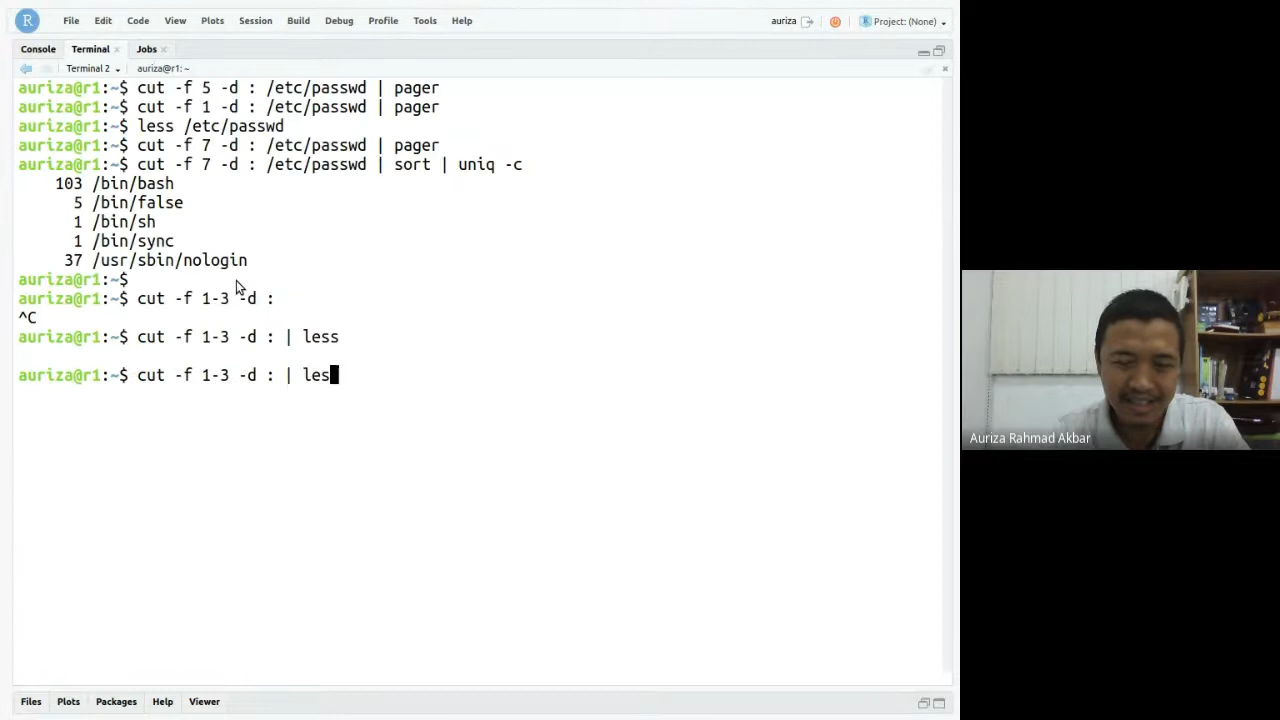 R File Edit Code View Plots Session Build Debug Profile Tools Help auriza R Project: (None)
Console Terminal Jobs
Terminal 2 auriza@r1: ~
auriza@r1:~$ cut -f 5 -d : /etc/passwd | pager
auriza@r1:~$ cut -f 1 -d : /etc/passwd | pager
auriza@r1:~$ less /etc/passwd
auriza@r1:~$ cut -f 7 -d : /etc/passwd | pager
auriza@r1:~$ cut -f 7 -d : /etc/passwd | sort | uniq -c
103 /bin/bash
5 /bin/false
1 /bin/sh
1 /bin/sync
37 /usr/sbin/nologin
auriza@r1:~$
auriza@r1:~$ cut -f 1-3 -d :
^C
auriza@r1:~$ cut -f 1-3 -d : | less
auriza@r1:~$ cut -f 1-3 -d : | les
Auriza Rahmad Akbar
Files Plots Packages Help Viewer